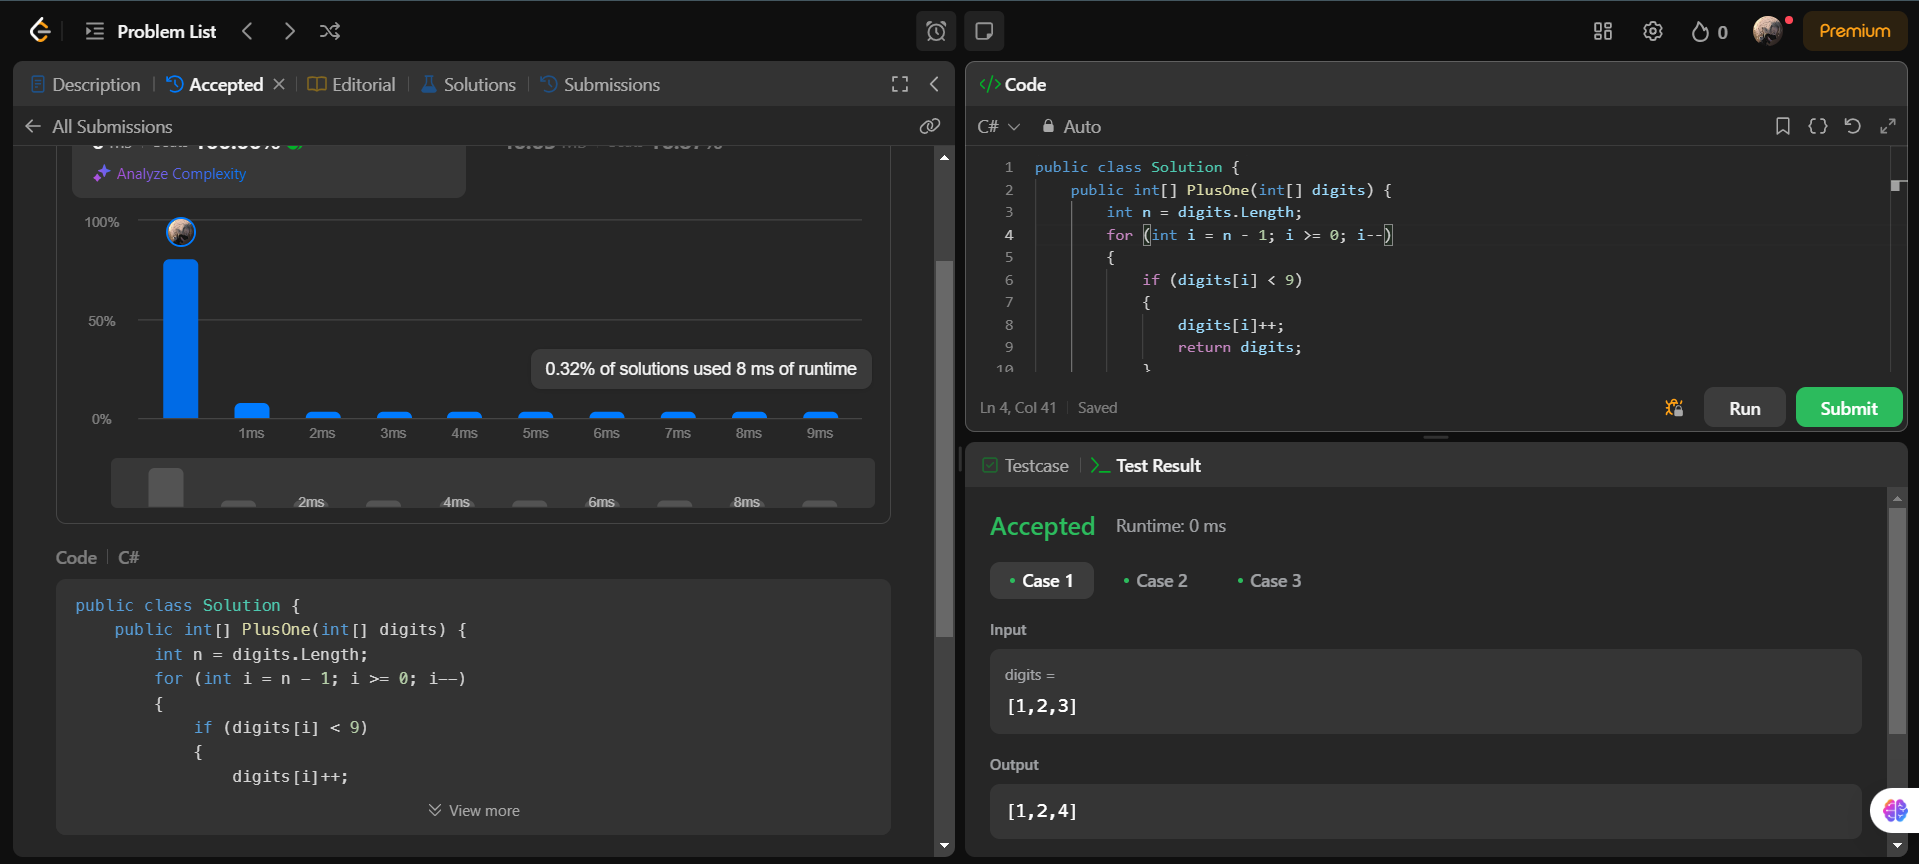 Problem List
0
Premium
Description
Accepted
Editorial
Solutions
Submissions
All Submissions
Analyze Complexity
100%
50%
0%
0.32% of solutions used 8 ms of runtime
1ms 2ms 3ms 4ms 5ms 6ms 7ms 8ms 9ms
2ms 4ms 6ms 8ms
Code
C#
public class Solution {
public int[] PlusOne(int[] digits) {
int n = digits.Length;
for (int i = n - 1; i >= 0; i--)
{
if (digits[i] < 9)
{
digits[i]++;
View more
</> Code
C#
Auto
1 public class Solution {
2 public int[] PlusOne(int[] digits) {
3 int n = digits.Length;
4 for (int i = n - 1; i >= 0; i--)
5 {
6 if (digits[i] < 9)
7 {
8 digits[i]++;
9 return digits;
10 }
Ln 4, Col 41
Saved
Run
Submit
Testcase
Test Result
Accepted
Runtime: 0 ms
Case 1
Case 2
Case 3
Input
digits =
[1,2,3]
Output
[1,2,4]